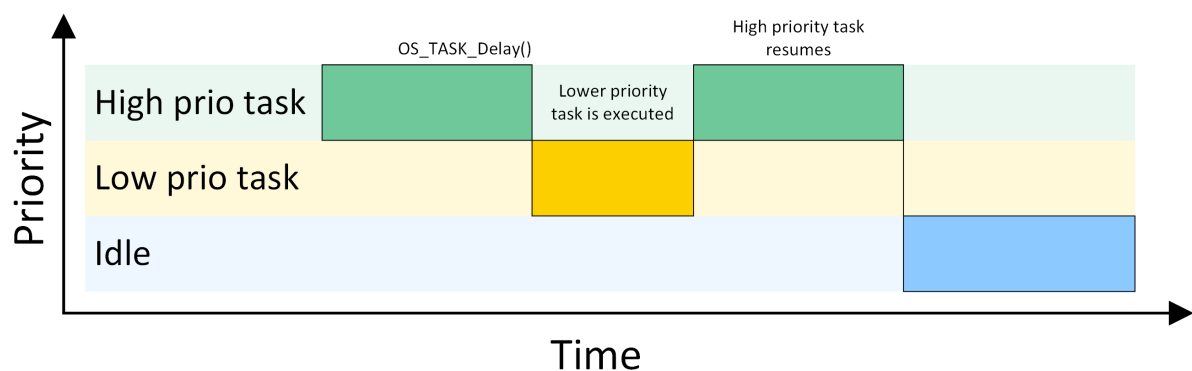 OS_TASK_Delay()
High priority task
resumes
High prio task
Lower priority
task is executed
Low prio task
Idle
Priority
Time